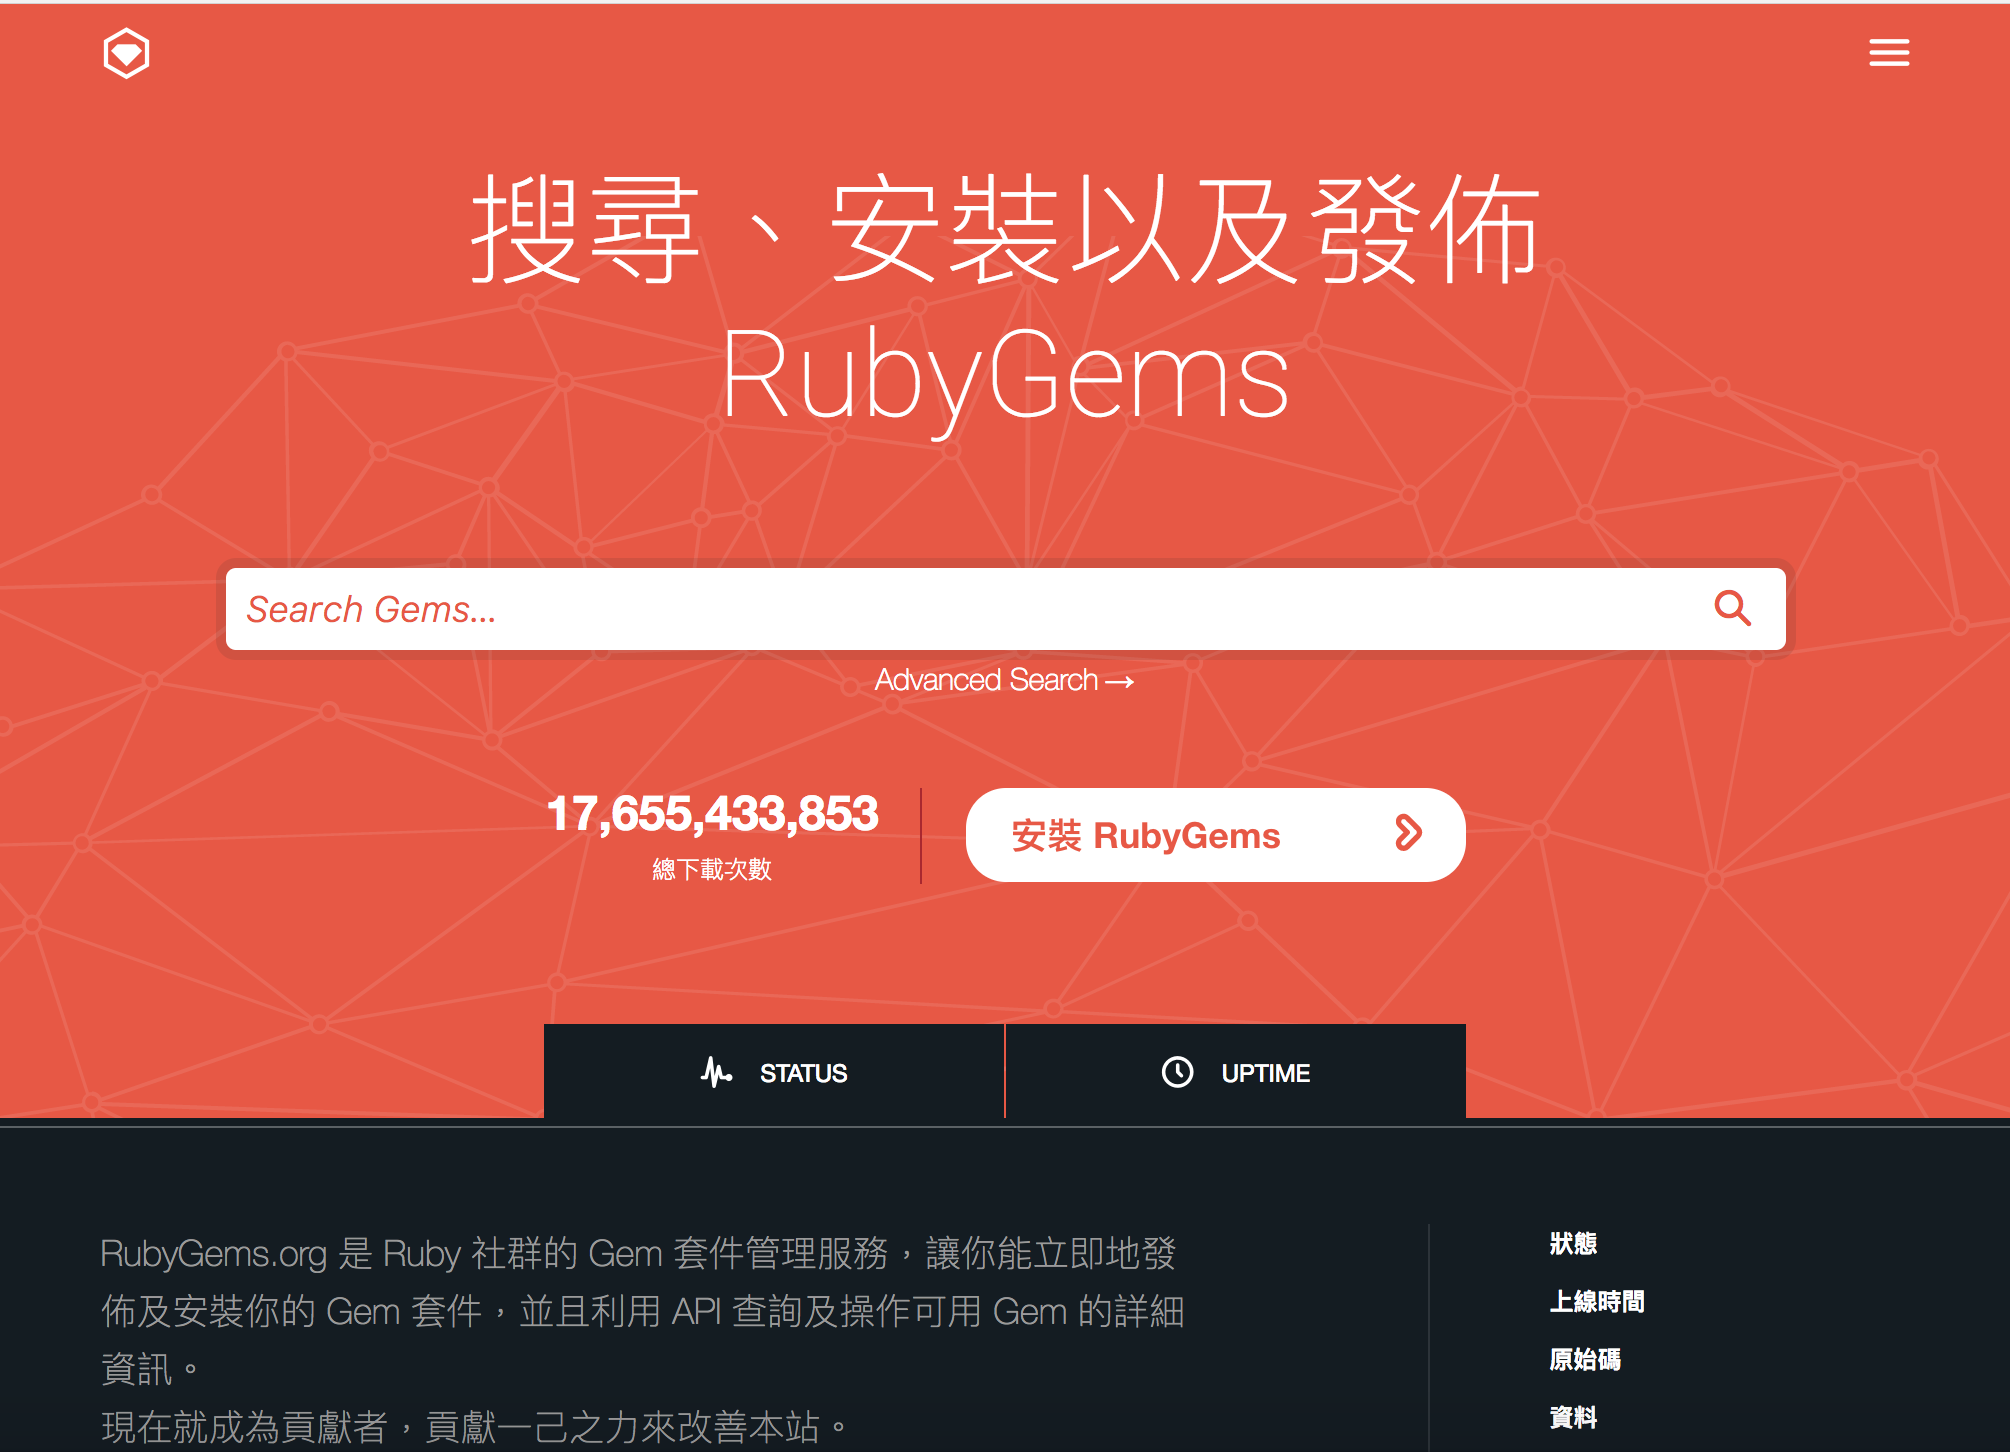 搜尋、安裝以及發佈
RubyGems
Search Gems...
Advanced Search →
17,655,433,853
總下載次數
安裝 RubyGems
STATUS
UPTIME
RubyGems.org 是 Ruby 社群的 Gem 套件管理服務，讓你能立即地發
佈及安裝你的 Gem 套件，並且利用 API 查詢及操作可用 Gem 的詳細
資訊。
現在就成為貢獻者，貢獻一己之力來改善本站。
狀態
上線時間
原始碼
資料